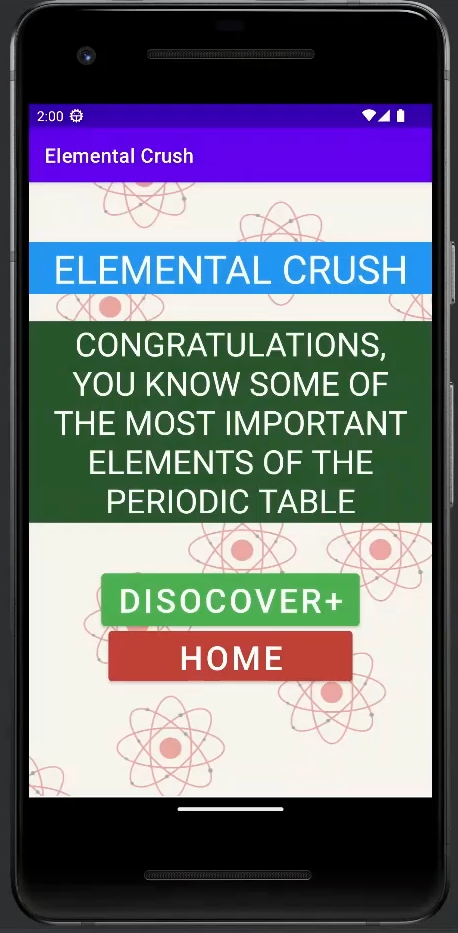 2:00
Elemental Crush
ELEMENTAL CRUSH
CONGRATULATIONS,
YOU KNOW SOME OF
THE MOST IMPORTANT
ELEMENTS OF THE
PERIODIC TABLE
DISOCOVER+
HOME